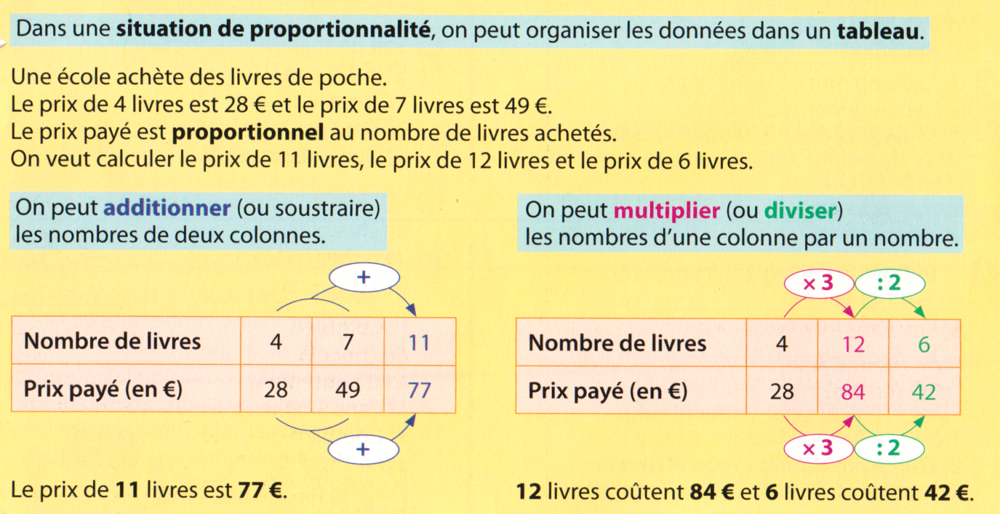 Dans une situation de proportionnalité, on peut organiser les données dans un tableau.
Une école achète des livres de poche.
Le prix de 4 livres est 28 € et le prix de 7 livres est 49 €.
Le prix payé est proportionnel au nombre de livres achetés.
On veut calculer le prix de 11 livres, le prix de 12 livres et le prix de 6 livres.
On peut additionner (ou soustraire)
les nombres de deux colonnes.
+
Nombre de livres 4 7 11
Prix payé (en €) 28 49 77
+
Le prix de 11 livres est 77 €.
On peut multiplier (ou diviser)
les nombres d'une colonne par un nombre.
× 3 : 2
Nombre de livres 4 12 6
Prix payé (en €) 28 84 42
× 3 : 2
12 livres coûtent 84 € et 6 livres coûtent 42 €.